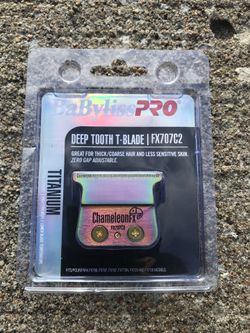 BaBylissPRO
DEEP TOOTH T-BLADE | FX707C2
GREAT FOR THICK/COARSE HAIR AND LESS SENSITIVE SKIN.
ZERO GAP ADJUSTABLE.
TITANIUM
ChameleonFX
FX707C2